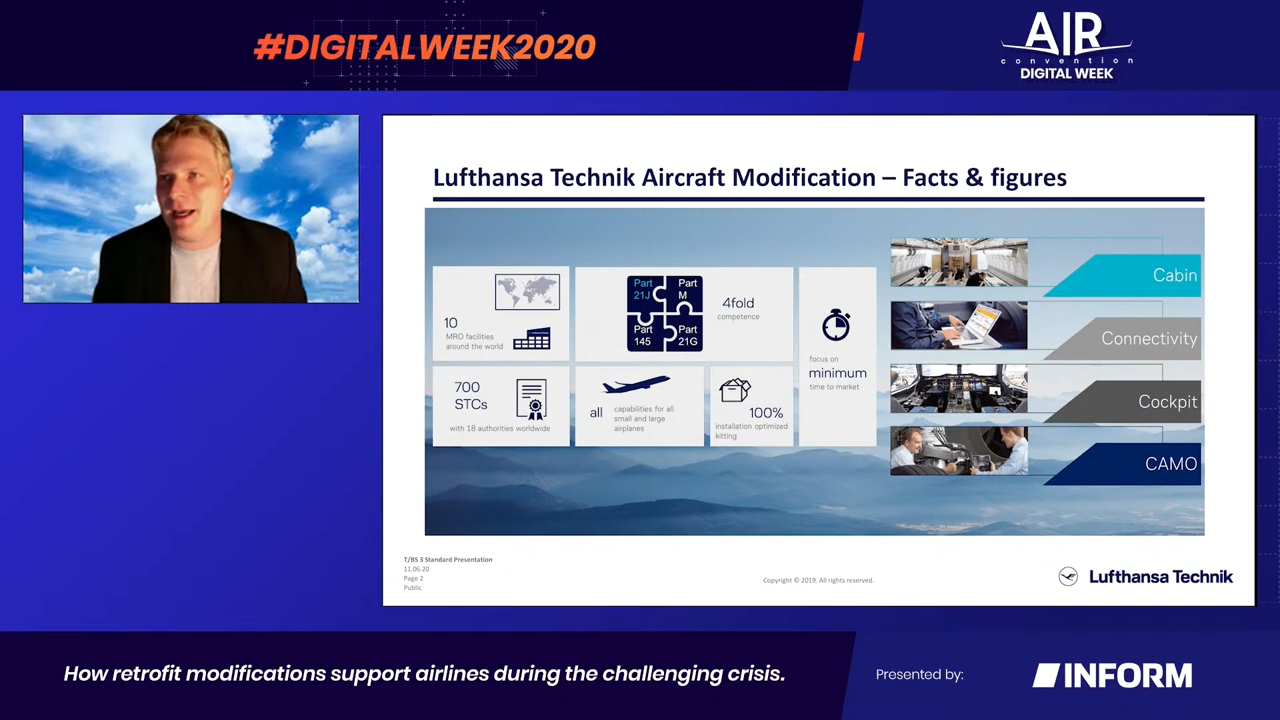 #DIGITALWEEK2020
AIR
convention
DIGITAL WEEK
Lufthansa Technik Aircraft Modification – Facts & figures
10
MRO facilities
around the world
Part
21J
Part
M
Part
145
Part
21G
4fold
competence
focus on
minimum
time to market
700
STCs
with 18 authorities worldwide
all
capabilities for all
small and large
airplanes
100%
installation optimized
kitting
Cabin
Connectivity
Cockpit
CAMO
T/BS 3 Standard Presentation
11.06.20
Page 2
Public
Copyright © 2019. All rights reserved.
Lufthansa Technik
How retrofit modifications support airlines during the challenging crisis.
Presented by:
INFORM